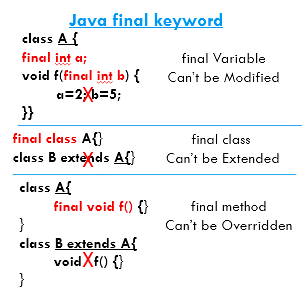 Java final keyword
class A {
final int a;
void f(final int b) {
a=2; b=5;
}}
final Variable
Can't be Modified
final class A{}
class B extends A{}
final class
Can't be Extended
class A{
final void f() {}
}
class B extends A{
void f() {}
}
final method
Can't be Overridden